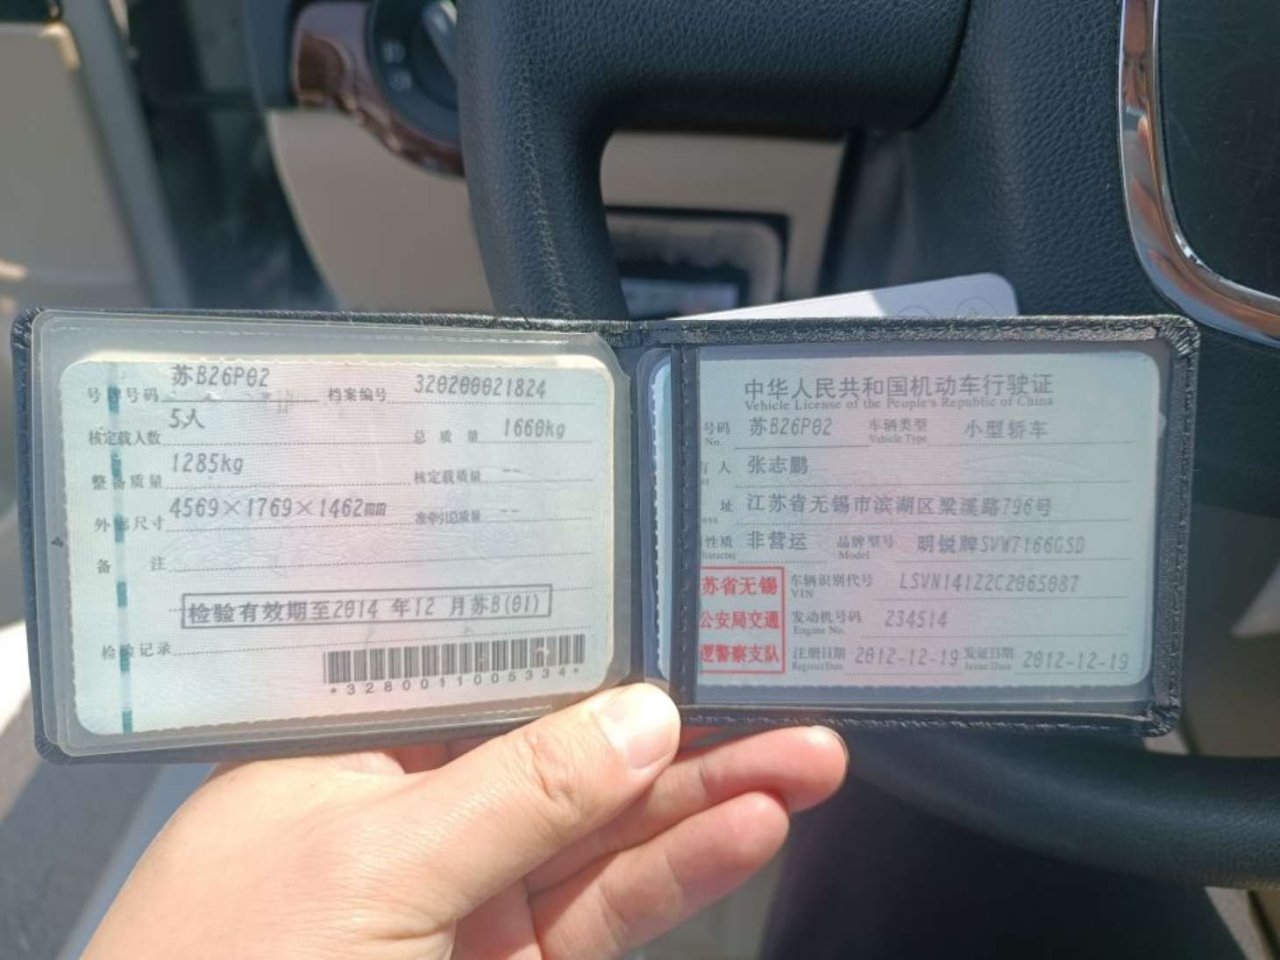 号牌号码 苏B26P02 档案编号 320200021824
核定载人数 5人 总质量 1660kg
整备质量 1285kg 核定载质量 --
外廓尺寸 4569×1769×1462mm 准牵引总质量 --
备注
检验有效期至2014年12月苏B(01)
检验记录
*3280011005334*
中华人民共和国机动车行驶证
Vehicle License of the People's Republic of China
号码 苏B26P02 车辆类型 小型轿车
No. Vehicle Type
人 张志鹏
址 江苏省无锡市滨湖区梁溪路796号
性质 非营运 品牌型号 明锐牌SVW7166GSD
Model
苏省无锡
公安局交通
逻警察支队
车辆识别代号 LSVN141Z2C2065087
VIN
发动机号码 234514
Engine No.
注册日期 2012-12-19 发证日期 2012-12-19
Register Date Issue Date